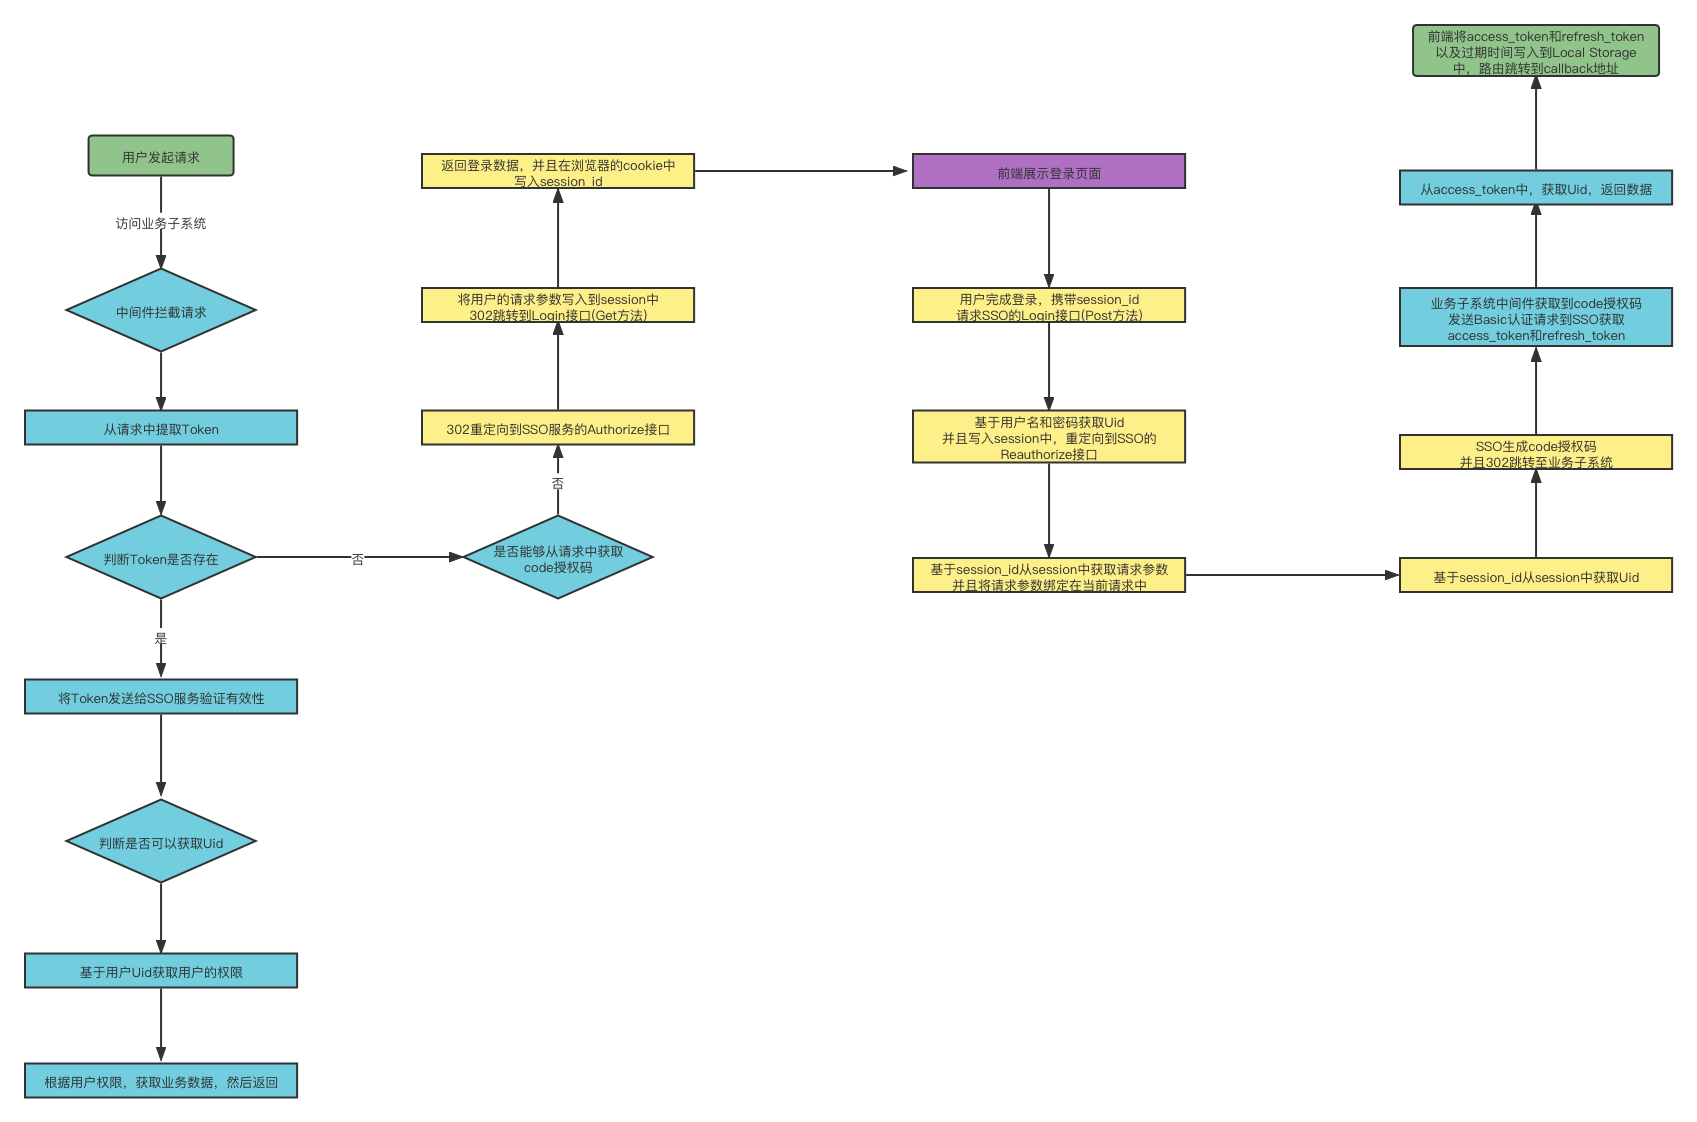 用户发起请求
访问业务子系统
中间件拦截请求
从请求中提取Token
判断Token是否存在
否
是
将Token发送给SSO服务验证有效性
判断是否可以获取Uid
基于用户Uid获取用户的权限
根据用户权限，获取业务数据，然后返回
是否能够从请求中获取
code授权码
否
302重定向到SSO服务的Authorize接口
将用户的请求参数写入到session中
302跳转到Login接口(Get方法)
返回登录数据，并且在浏览器的cookie中
写入session_id
前端展示登录页面
用户完成登录，携带session_id
请求SSO的Login接口(Post方法)
基于用户名和密码获取Uid
并且写入session中，重定向到SSO的
Reauthorize接口
基于session_id从session中获取请求参数
并且将请求参数绑定在当前请求中
基于session_id从session中获取Uid
SSO生成code授权码
并且302跳转至业务子系统
业务子系统中间件获取到code授权码
发送Basic认证请求到SSO获取
access_token和refresh_token
从access_token中，获取Uid，返回数据
前端将access_token和refresh_token
以及过期时间写入到Local Storage
中，路由跳转到callback地址